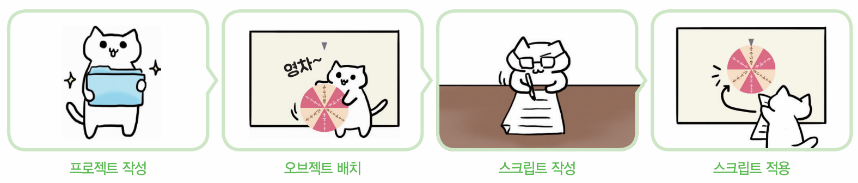 영차~
프로젝트 작성
오브젝트 배치
스크립트 작성
스크립트 적용